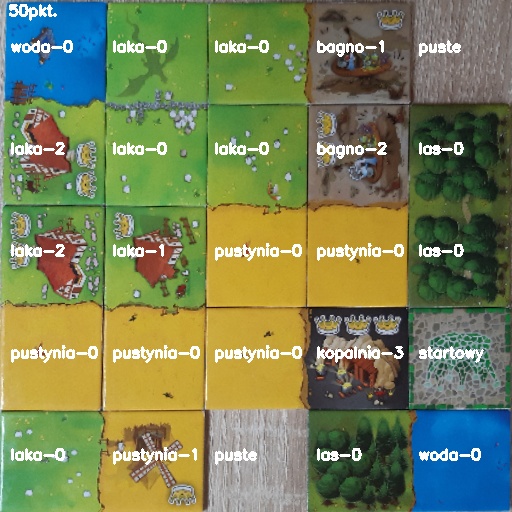 50pkt.
woda-0 laka-0 laka-0 bagno-1 puste
laka-2 laka-0 laka-0 bagno-2 las-0
laka-2 laka-1 pustynia-0 pustynia-0 las-0
pustynia-0 pustynia-0 pustynia-0 kopalnia-3 startowy
laka-0 pustynia-1 puste las-0 woda-0